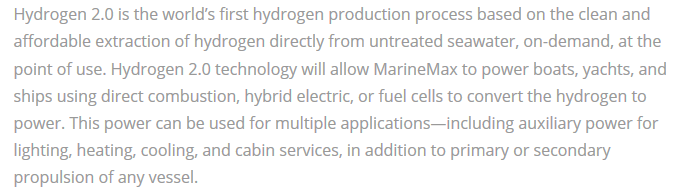 Hydrogen 2.0 is the world’s first hydrogen production process based on the clean and
affordable extraction of hydrogen directly from untreated seawater, on-demand, at the
point of use. Hydrogen 2.0 technology will allow MarineMax to power boats, yachts, and
ships using direct combustion, hybrid electric, or fuel cells to convert the hydrogen to
power. This power can be used for multiple applications—including auxiliary power for
lighting, heating, cooling, and cabin services, in addition to primary or secondary
propulsion of any vessel.